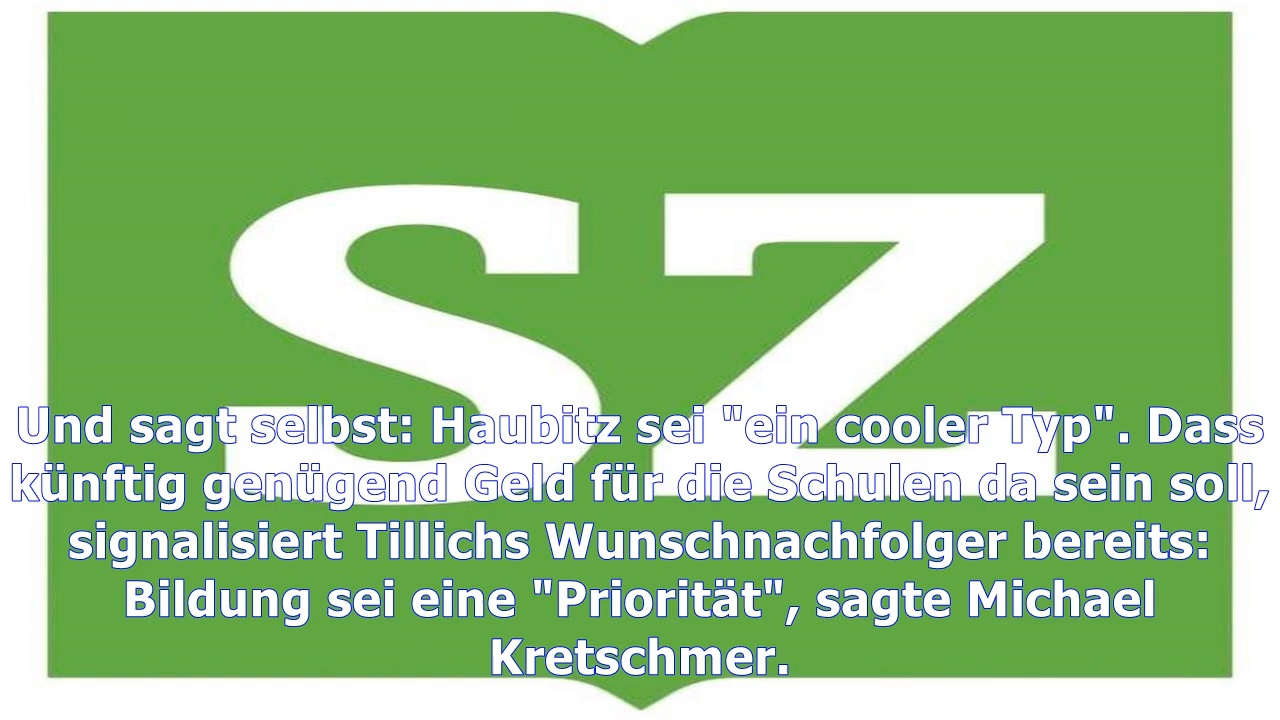 SZ
Und sagt selbst: Haubitz sei "ein cooler Typ". Dass
künftig genügend Geld für die Schulen da sein soll,
signalisiert Tillichs Wunschnachfolger bereits:
Bildung sei eine "Priorität", sagte Michael
Kretschmer.